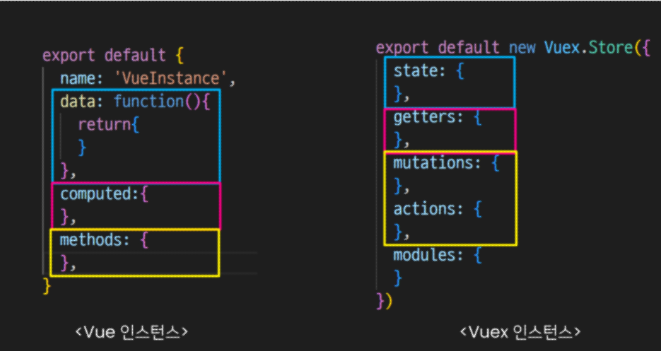 export default {
name: 'VueInstance',
data: function(){
return{
}
},
computed:{
},
methods: {
},
}
<Vue 인스턴스>
export default new Vuex.Store({
state: {
},
getters: {
},
mutations: {
},
actions: {
},
modules: {
}
})
<Vuex 인스턴스>